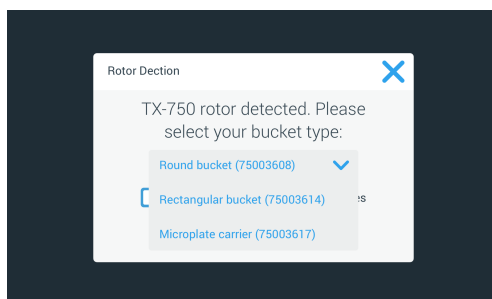 Rotor Dection
TX-750 rotor detected. Please
select your bucket type:
Round bucket (75003608)
Rectangular bucket (75003614)
Microplate carrier (75003617)